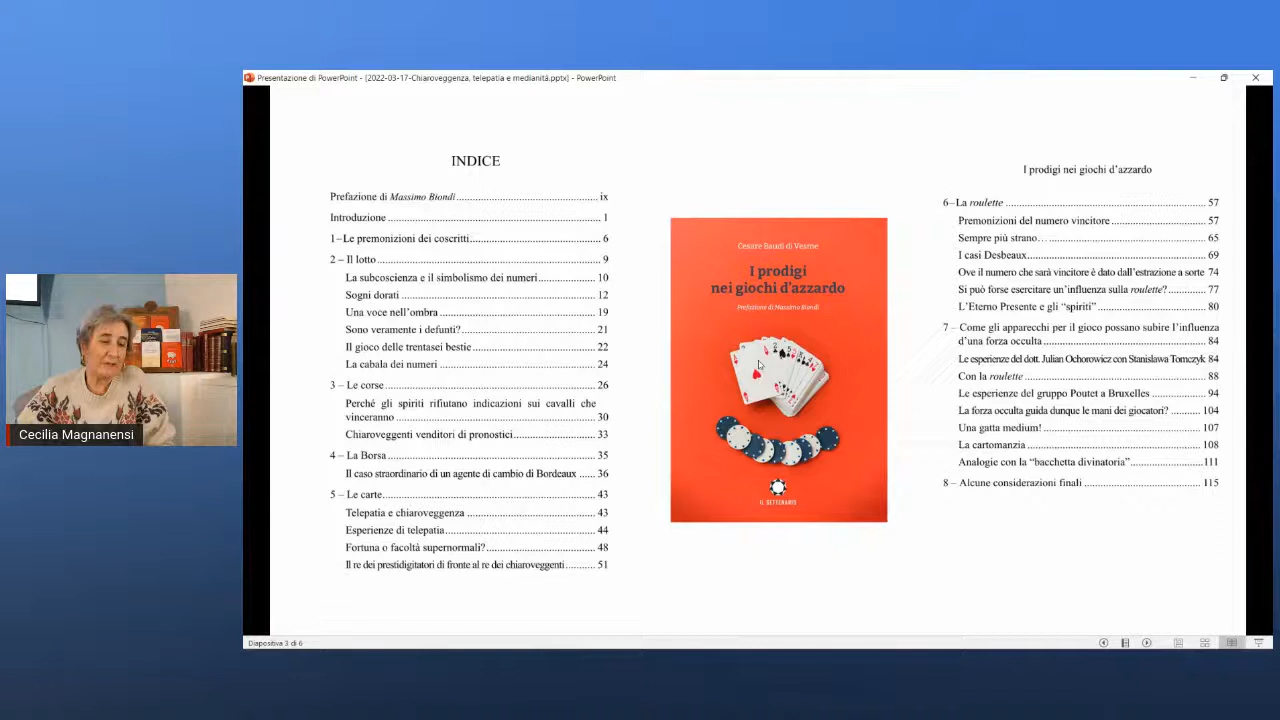 Presentazione di PowerPoint - [2022-03-17-Chiaroveggenza, telepatia e medianità.pptx] - PowerPoint
INDICE
Prefazione di Massimo Biondi ix
Introduzione 1
1–Le premonizioni dei coscritti 6
2 – Il lotto 9
La subcoscienza e il simbolismo dei numeri 10
Sogni dorati 12
Una voce nell'ombra 19
Sono veramente i defunti? 21
Il gioco delle trentasei bestie 22
La cabala dei numeri 24
3 – Le corse 26
Perché gli spiriti rifiutano indicazioni sui cavalli che
vinceranno 30
Chiaroveggenti venditori di pronostici 33
4 – La Borsa 35
Il caso straordinario di un agente di cambio di Bordeaux 36
5 – Le carte 43
Telepatia e chiaroveggenza 43
Esperienze di telepatia 44
Fortuna o facoltà supernormali? 48
Il re dei prestidigitatori di fronte al re dei chiaroveggenti 51
Cesare Baudi di Vesme
I prodigi
nei giochi d'azzardo
Prefazione di Massimo Biondi
IL SETTENARIO
I prodigi nei giochi d'azzardo
6–La roulette 57
Premonizioni del numero vincitore 57
Sempre più strano… 65
I casi Desbeaux 69
Ove il numero che sarà vincitore è dato dall'estrazione a sorte 74
Si può forse esercitare un'influenza sulla roulette? 77
L'Eterno Presente e gli "spiriti" 80
7 – Come gli apparecchi per il gioco possano subire l'influenza
d'una forza occulta 84
Le esperienze del dott. Julian Ochorowicz con Stanislawa Tomczyk 84
Con la roulette 88
Le esperienze del gruppo Poutet a Bruxelles 94
La forza occulta guida dunque le mani dei giocatori? 104
Una gatta medium! 107
La cartomanzia 108
Analogie con la "bacchetta divinatoria" 111
8 – Alcune considerazioni finali 115
Cecilia Magnanensi
Diapositiva 3 di 6